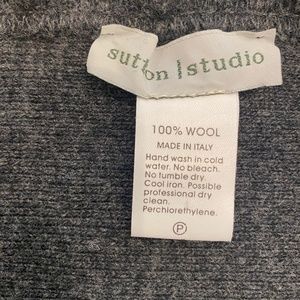 sutton studio
100% WOOL
MADE IN ITALY
Hand wash in cold
water. No bleach.
No tumble dry.
Cool iron. Possible
professional dry
clean.
Perchlorethylene.
P